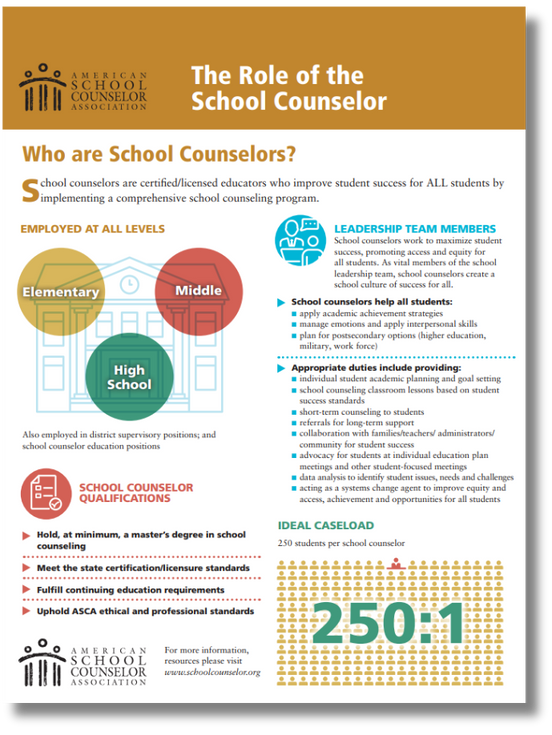 AMERICAN
SCHOOL
COUNSELOR
ASSOCIATION
The Role of the
School Counselor
Who are School Counselors?
School counselors are certified/licensed educators who improve student success for ALL students by
implementing a comprehensive school counseling program.
EMPLOYED AT ALL LEVELS
Elementary
Middle
High
School
Also employed in district supervisory positions; and
school counselor education positions
SCHOOL COUNSELOR
QUALIFICATIONS
Hold, at minimum, a master's degree in school
counseling
Meet the state certification/licensure standards
Fulfill continuing education requirements
Uphold ASCA ethical and professional standards
AMERICAN
SCHOOL
COUNSELOR
ASSOCIATION
For more information,
resources please visit
www.schoolcounselor.org
LEADERSHIP TEAM MEMBERS
School counselors work to maximize student
success, promoting access and equity for
all students. As vital members of the school
leadership team, school counselors create a
school culture of success for all.
School counselors help all students:
apply academic achievement strategies
manage emotions and apply interpersonal skills
plan for postsecondary options (higher education,
military, work force)
Appropriate duties include providing:
individual student academic planning and goal setting
school counseling classroom lessons based on student
success standards
short-term counseling to students
referrals for long-term support
collaboration with families/teachers/ administrators/
community for student success
advocacy for students at individual education plan
meetings and other student-focused meetings
data analysis to identify student issues, needs and challenges
acting as a systems change agent to improve equity and
access, achievement and opportunities for all students
IDEAL CASELOAD
250 students per school counselor
250:1